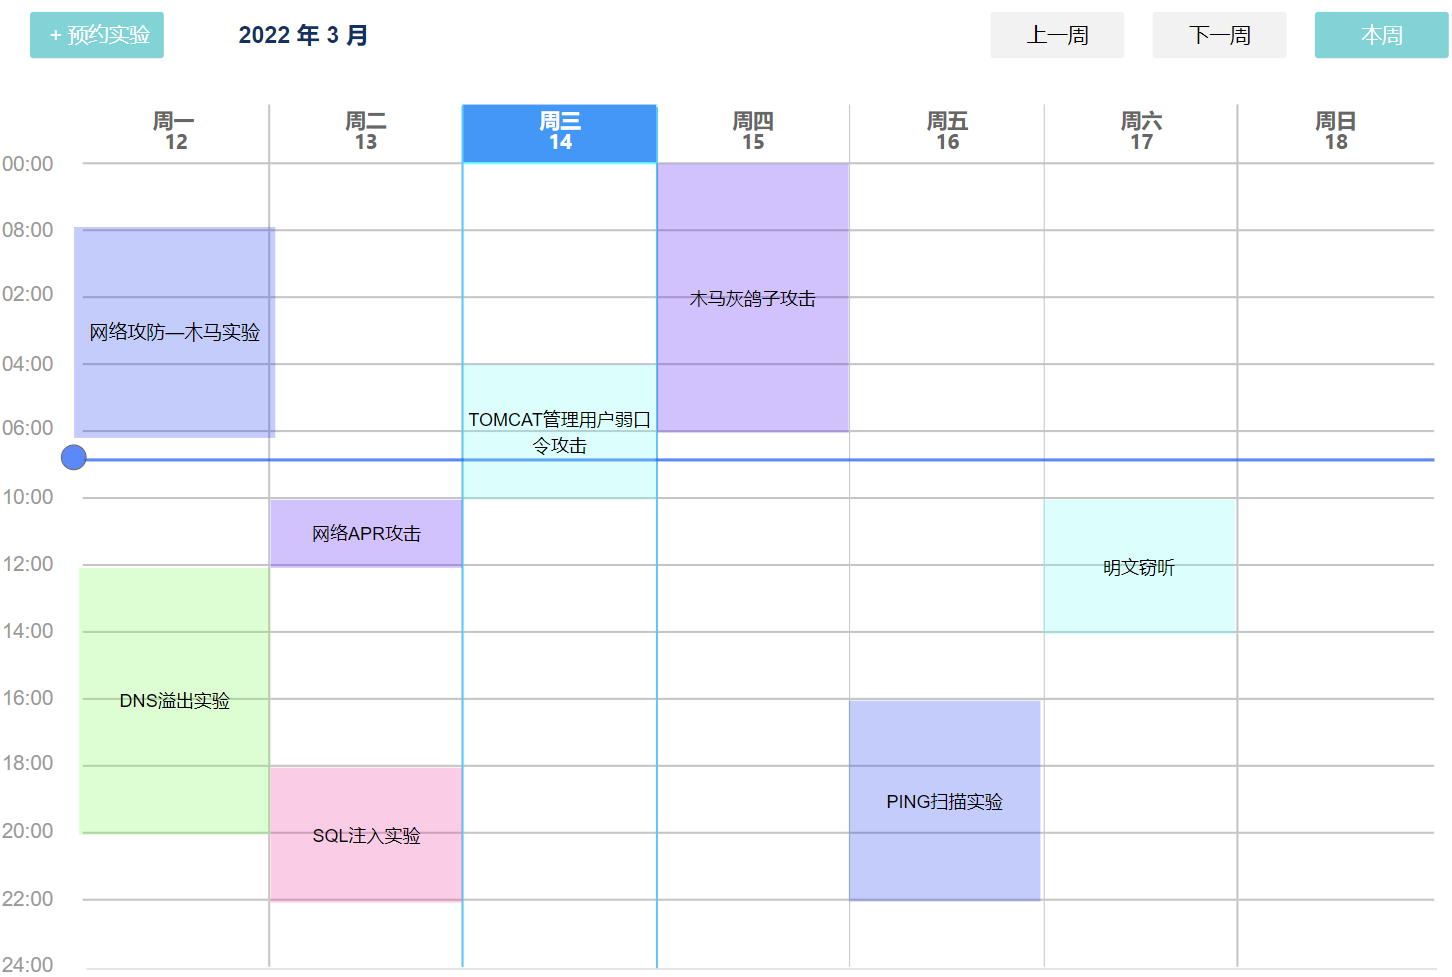 + 预约实验
2022 年 3 月
上一周
下一周
本周
周一
12
周二
13
周三
14
周四
15
周五
16
周六
17
周日
18
00:00
08:00
02:00
木马灰鸽子攻击
网络攻防—木马实验
04:00
TOMCAT管理用户弱口
令攻击
06:00
10:00
网络APR攻击
12:00
明文窃听
14:00
16:00
DNS溢出实验
18:00
PING扫描实验
20:00
SQL注入实验
22:00
24:00